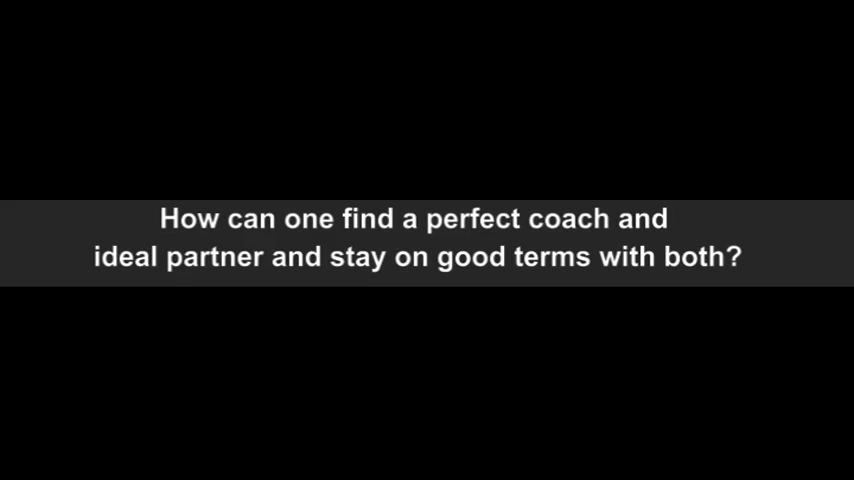 How can one find a perfect coach and
ideal partner and stay on good terms with both?